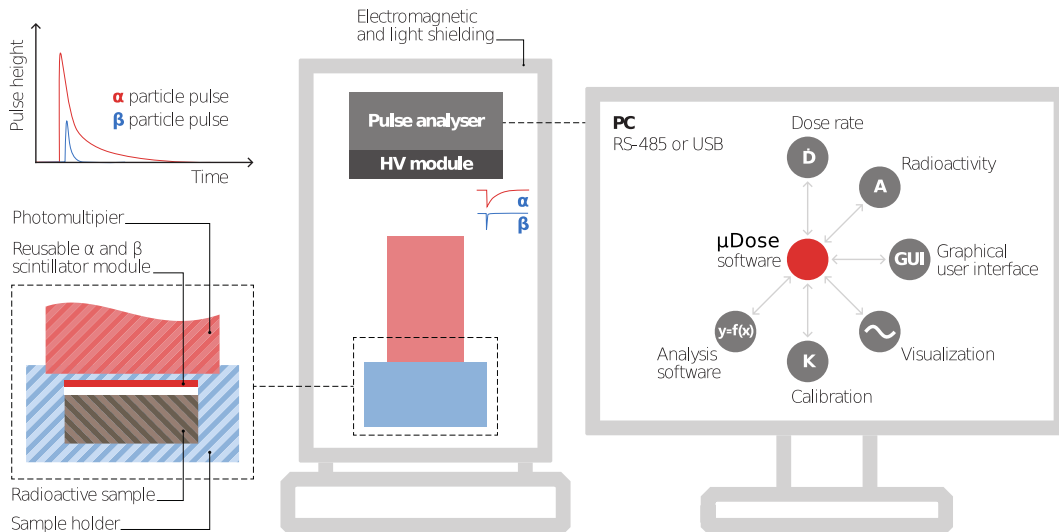 Electromagnetic
and light shielding
Pulse height
α particle pulse
β particle pulse
Time
Pulse analyser
HV module
α
β
Photomultipier
Reusable α and β
scintillator module
Radioactive sample
Sample holder
PC
RS-485 or USB
Dose rate
Ḋ
Radioactivity
A
µDose
software
GUI
Graphical
user interface
y=f(x)
Analysis
software
Visualization
K
Calibration